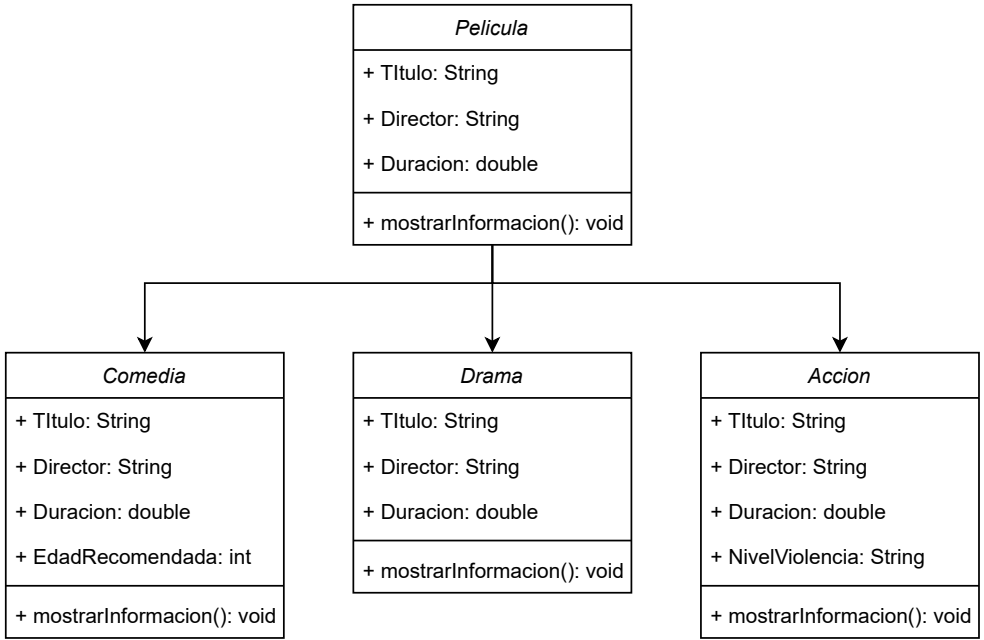 Pelicula
+ TItulo: String
+ Director: String
+ Duracion: double
+ mostrarInformacion(): void
Comedia
+ TItulo: String
+ Director: String
+ Duracion: double
+ EdadRecomendada: int
+ mostrarInformacion(): void
Drama
+ TItulo: String
+ Director: String
+ Duracion: double
+ mostrarInformacion(): void
Accion
+ TItulo: String
+ Director: String
+ Duracion: double
+ NivelViolencia: String
+ mostrarInformacion(): void